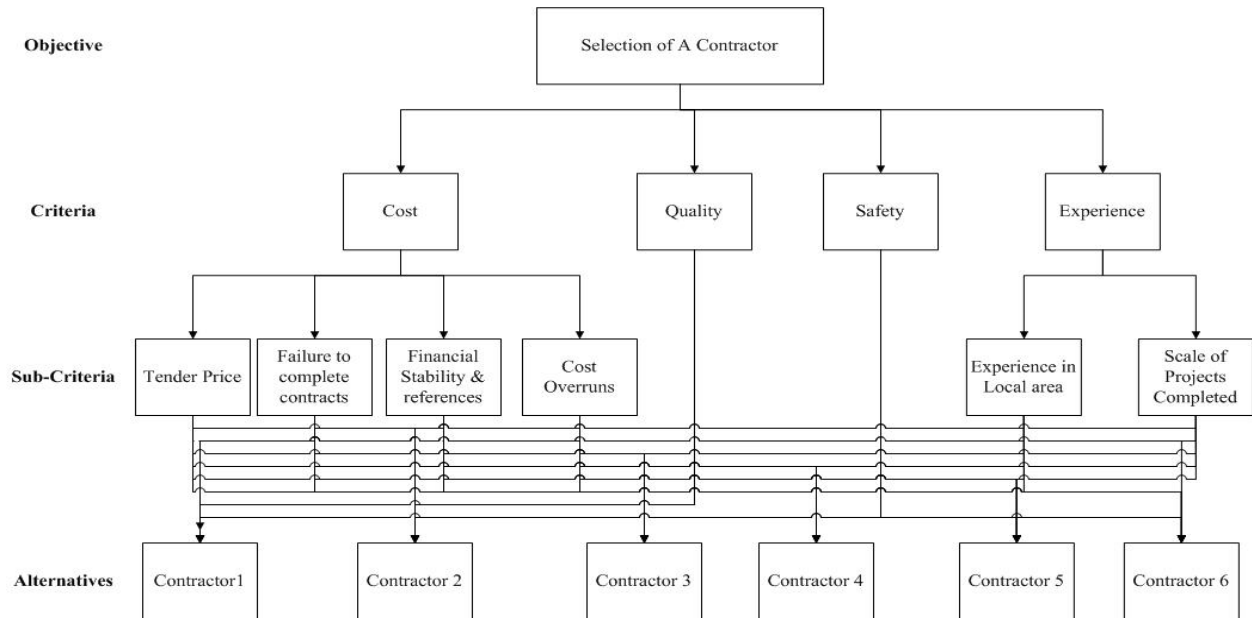 Objective
Selection of A Contractor
Criteria
Cost
Quality
Safety
Experience
Sub-Criteria
Tender Price
Failure to
complete
contracts
Financial
Stability &
references
Cost
Overruns
Experience in
Local area
Scale of
Projects
Completed
Alternatives
Contractor1
Contractor 2
Contractor 3
Contractor 4
Contractor 5
Contractor 6